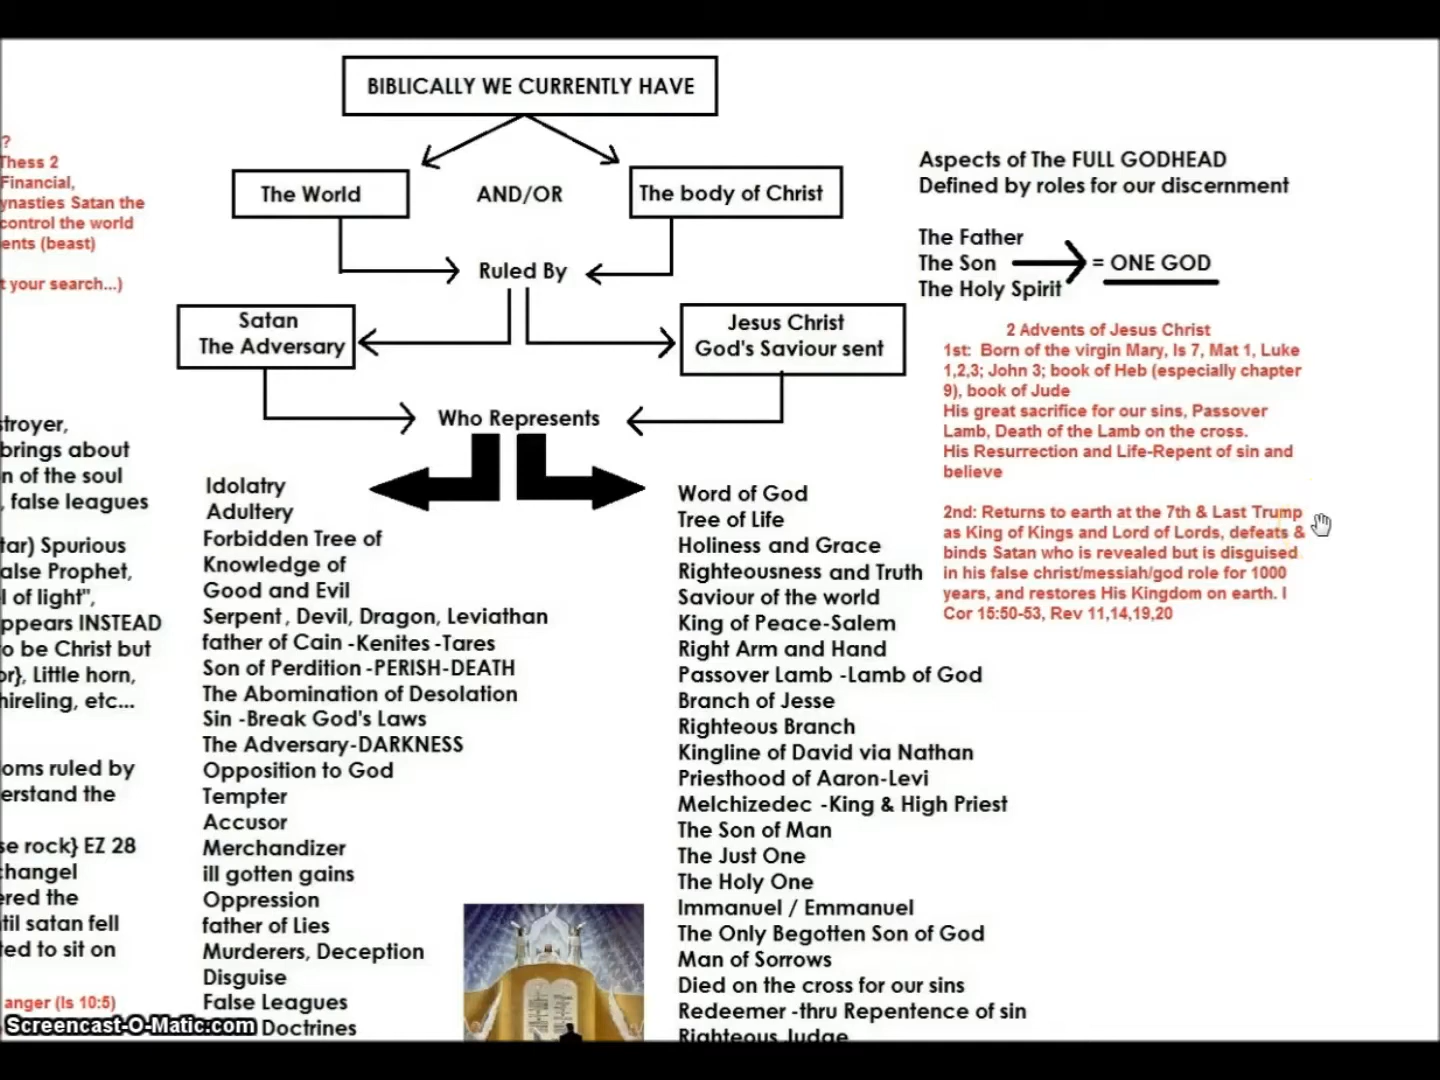 BIBLICALLY WE CURRENTLY HAVE
The World
AND/OR
The body of Christ
Ruled By
Satan
The Adversary
Jesus Christ
God's Saviour sent
Who Represents
?
Thess 2
Financial,
ynasties Satan the
control the world
ents (beast)
t your search...)
stroyer,
brings about
n of the soul
, false leagues
tar) Spurious
alse Prophet,
l of light",
ppears INSTEAD
o be Christ but
or}, Little horn,
hireling, etc...
oms ruled by
erstand the
se rock} EZ 28
changel
ered the
til satan fell
ted to sit on
anger (Is 10:5)
Idolatry
Adultery
Forbidden Tree of
Knowledge of
Good and Evil
Serpent, Devil, Dragon, Leviathan
father of Cain -Kenites -Tares
Son of Perdition -PERISH-DEATH
The Abomination of Desolation
Sin -Break God's Laws
The Adversary-DARKNESS
Opposition to God
Tempter
Accusor
Merchandizer
ill gotten gains
Oppression
father of Lies
Murderers, Deception
Disguise
False Leagues
Doctrines
Word of God
Tree of Life
Holiness and Grace
Righteousness and Truth
Saviour of the world
King of Peace-Salem
Right Arm and Hand
Passover Lamb -Lamb of God
Branch of Jesse
Righteous Branch
Kingline of David via Nathan
Priesthood of Aaron-Levi
Melchizedec -King & High Priest
The Son of Man
The Just One
The Holy One
Immanuel / Emmanuel
The Only Begotten Son of God
Man of Sorrows
Died on the cross for our sins
Redeemer -thru Repentence of sin
Righteous Judge
Aspects of The FULL GODHEAD
Defined by roles for our discernment
The Father
The Son = ONE GOD
The Holy Spirit
2 Advents of Jesus Christ
1st: Born of the virgin Mary, Is 7, Mat 1, Luke
1,2,3; John 3; book of Heb (especially chapter
9), book of Jude
His great sacrifice for our sins, Passover
Lamb, Death of the Lamb on the cross.
His Resurrection and Life-Repent of sin and
believe
2nd: Returns to earth at the 7th & Last Trump
as King of Kings and Lord of Lords, defeats &
binds Satan who is revealed but is disguised
in his false christ/messiah/god role for 1000
years, and restores His Kingdom on earth. I
Cor 15:50-53, Rev 11,14,19,20
Screencast-O-Matic.com